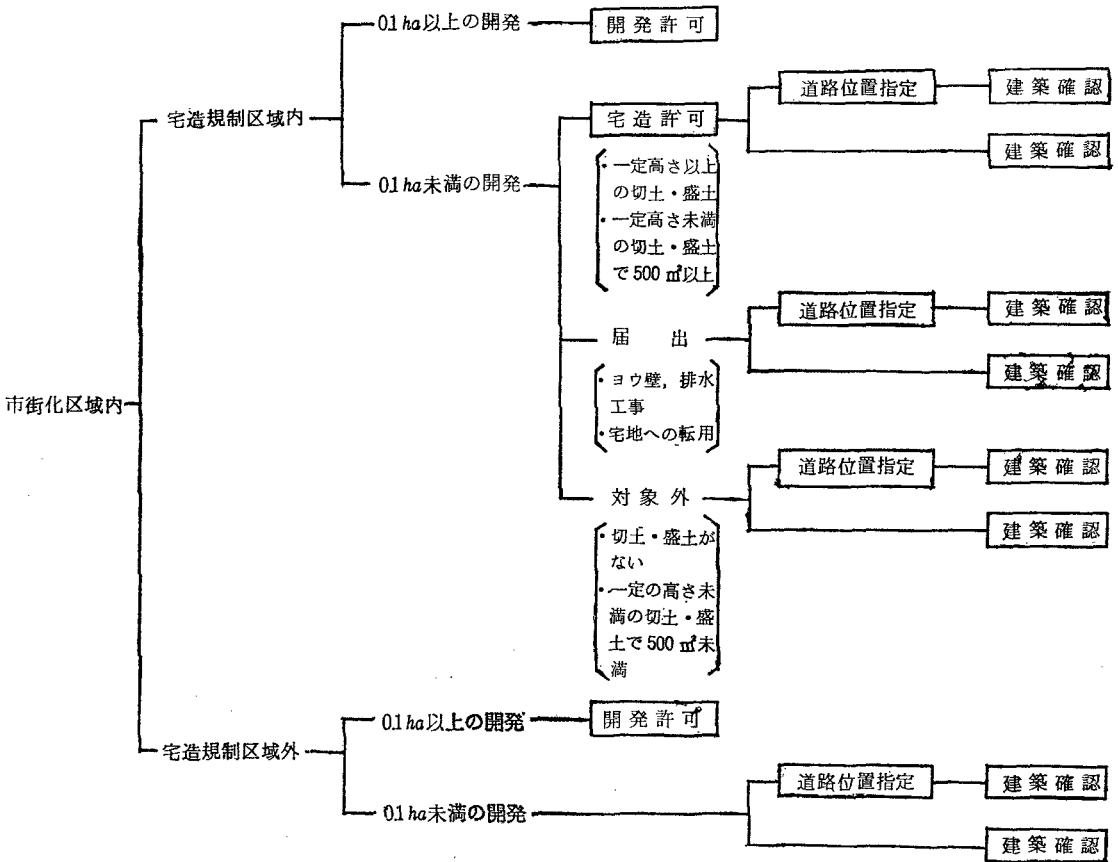 0.1ha以上の開発
開発許可
道路位置指定
建築確認
宅造規制区域内
宅造許可
建築確認
0.1ha未満の開発
・一定高さ以上
の切土・盛土
・一定高さ未満
の切土・盛土
で500㎡以上
道路位置指定
建築確認
届出
建築確認
・ヨウ壁,排水
工事
・宅地への転用
市街化区域内
道路位置指定
建築確認
対象外
建築確認
・切土・盛土が
ない
・一定の高さ未
満の切土・盛
土で500㎡未
満
0.1ha以上の開発
開発許可
宅造規制区域外
道路位置指定
建築確認
0.1ha未満の開発
建築確認